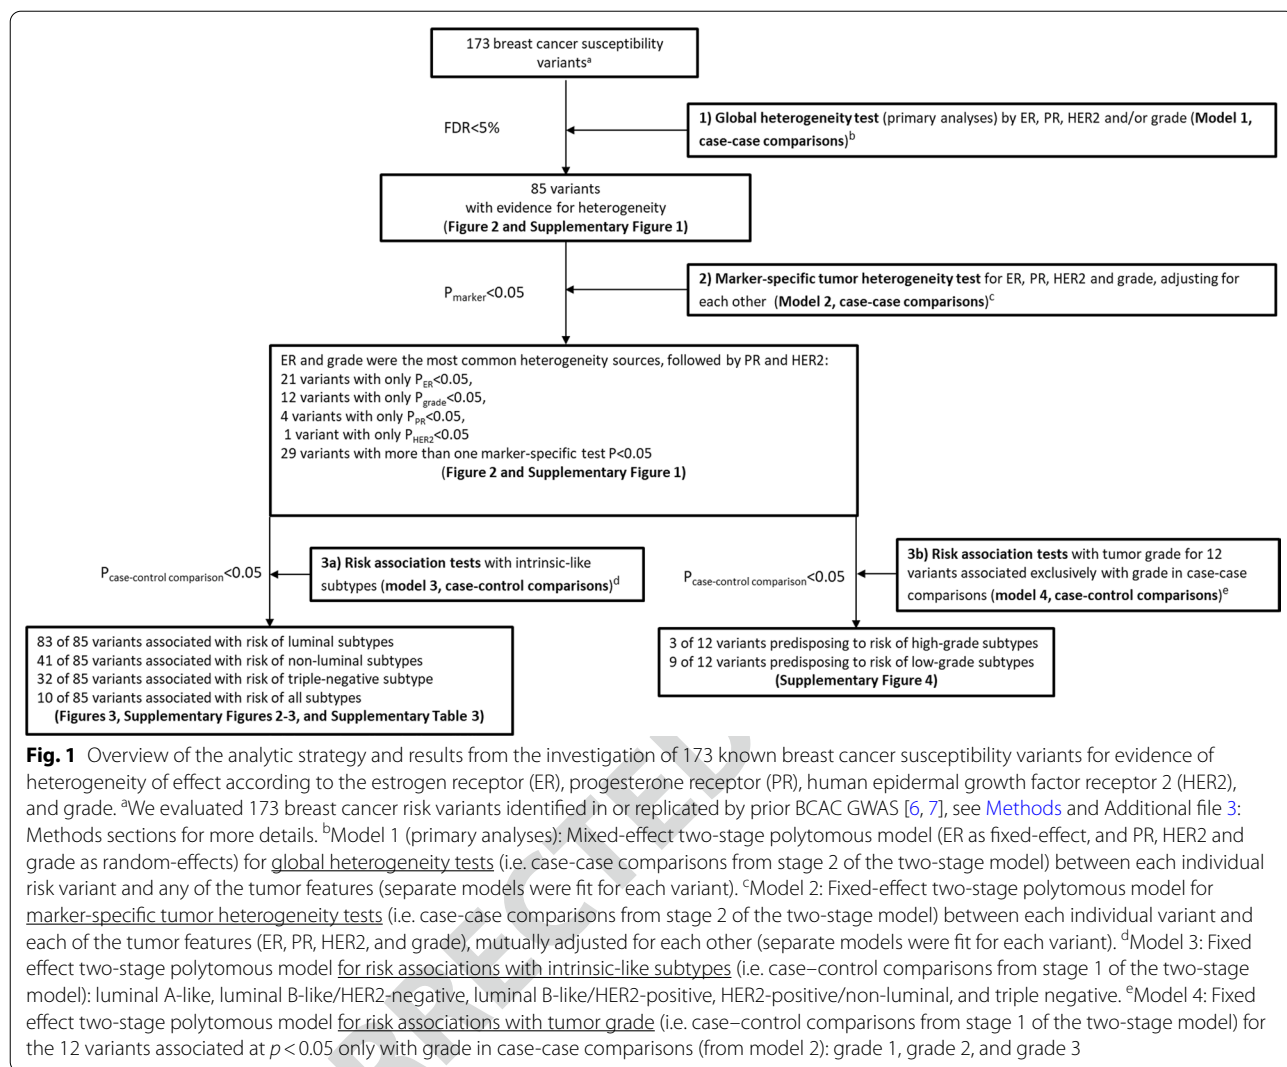 173 breast cancer susceptibility
variantsᵃ
FDR<5%
1) Global heterogeneity test (primary analyses) by ER, PR, HER2 and/or grade (Model 1,
case-case comparisons)ᵇ
85 variants
with evidence for heterogeneity
(Figure 2 and Supplementary Figure 1)
P_marker<0.05
2) Marker-specific tumor heterogeneity test for ER, PR, HER2 and grade, adjusting for
each other (Model 2, case-case comparisons)ᶜ
ER and grade were the most common heterogeneity sources, followed by PR and HER2:
21 variants with only P_ER<0.05,
12 variants with only P_grade<0.05,
4 variants with only P_PR<0.05,
1 variant with only P_HER2<0.05
29 variants with more than one marker-specific test P<0.05
(Figure 2 and Supplementary Figure 1)
P_case-control comparison<0.05
3a) Risk association tests with intrinsic-like
subtypes (model 3, case-control comparisons)ᵈ
P_case-control comparison<0.05
3b) Risk association tests with tumor grade for 12
variants associated exclusively with grade in case-case
comparisons (model 4, case-control comparisons)ᵉ
83 of 85 variants associated with risk of luminal subtypes
41 of 85 variants associated with risk of non-luminal subtypes
32 of 85 variants associated with risk of triple-negative subtype
10 of 85 variants associated with risk of all subtypes
(Figures 3, Supplementary Figures 2-3, and Supplementary Table 3)
3 of 12 variants predisposing to risk of high-grade subtypes
9 of 12 variants predisposing to risk of low-grade subtypes
(Supplementary Figure 4)
Fig. 1 Overview of the analytic strategy and results from the investigation of 173 known breast cancer susceptibility variants for evidence of
heterogeneity of effect according to the estrogen receptor (ER), progesterone receptor (PR), human epidermal growth factor receptor 2 (HER2),
and grade. ᵃWe evaluated 173 breast cancer risk variants identified in or replicated by prior BCAC GWAS [6, 7], see Methods and Additional file 3:
Methods sections for more details. ᵇModel 1 (primary analyses): Mixed-effect two-stage polytomous model (ER as fixed-effect, and PR, HER2 and
grade as random-effects) for global heterogeneity tests (i.e. case-case comparisons from stage 2 of the two-stage model) between each individual
risk variant and any of the tumor features (separate models were fit for each variant). ᶜModel 2: Fixed-effect two-stage polytomous model for
marker-specific tumor heterogeneity tests (i.e. case-case comparisons from stage 2 of the two-stage model) between each individual variant and
each of the tumor features (ER, PR, HER2, and grade), mutually adjusted for each other (separate models were fit for each variant). ᵈModel 3: Fixed
effect two-stage polytomous model for risk associations with intrinsic-like subtypes (i.e. case–control comparisons from stage 1 of the two-stage
model): luminal A-like, luminal B-like/HER2-negative, luminal B-like/HER2-positive, HER2-positive/non-luminal, and triple negative. ᵉModel 4: Fixed
effect two-stage polytomous model for risk associations with tumor grade (i.e. case–control comparisons from stage 1 of the two-stage model) for
the 12 variants associated at p < 0.05 only with grade in case-case comparisons (from model 2): grade 1, grade 2, and grade 3